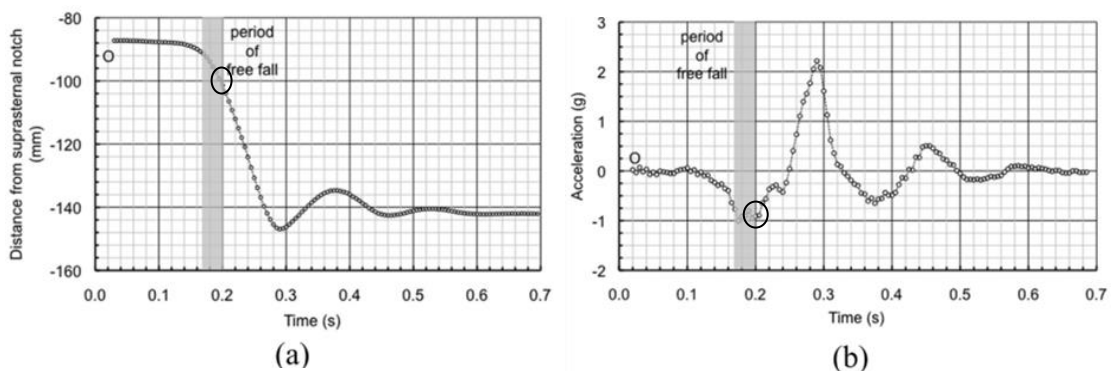 -80
-100
-120
-140
-160
Distance from suprasternal notch
(mm)
O
period
of
free fall
0.0 0.1 0.2 0.3 0.4 0.5 0.6 0.7
Time (s)
(a)
3
2
1
0
-1
-2
Acceleration (g)
period
of
free fall
O
0.0 0.1 0.2 0.3 0.4 0.5 0.6 0.7
Time (s)
(b)